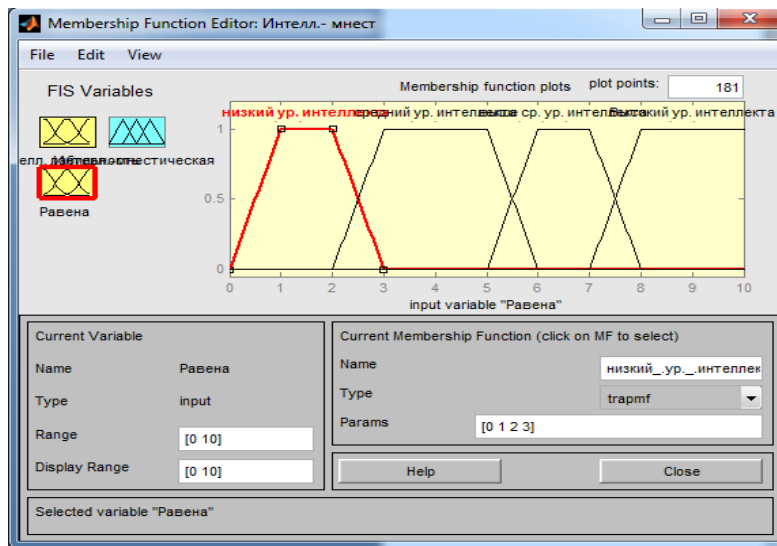 Membership Function Editor: Интелл.- мнест
File Edit View
FIS Variables
Membership function plots
plot points:
181
низкий ур. интеллекта
средний ур. интеллекта
выше ср. ур. интеллекта
Высокий ур. интеллекта
1
0.5
0
Равена
0 1 2 3 4 5 6 7 8 9 10
input variable "Равена"
Current Variable
Name Равена
Type input
Range [0 10]
Display Range [0 10]
Current Membership Function (click on MF to select)
Name низкий_.ур._.интеллек
Type trapmf
Params [0 1 2 3]
Help Close
Selected variable "Равена"